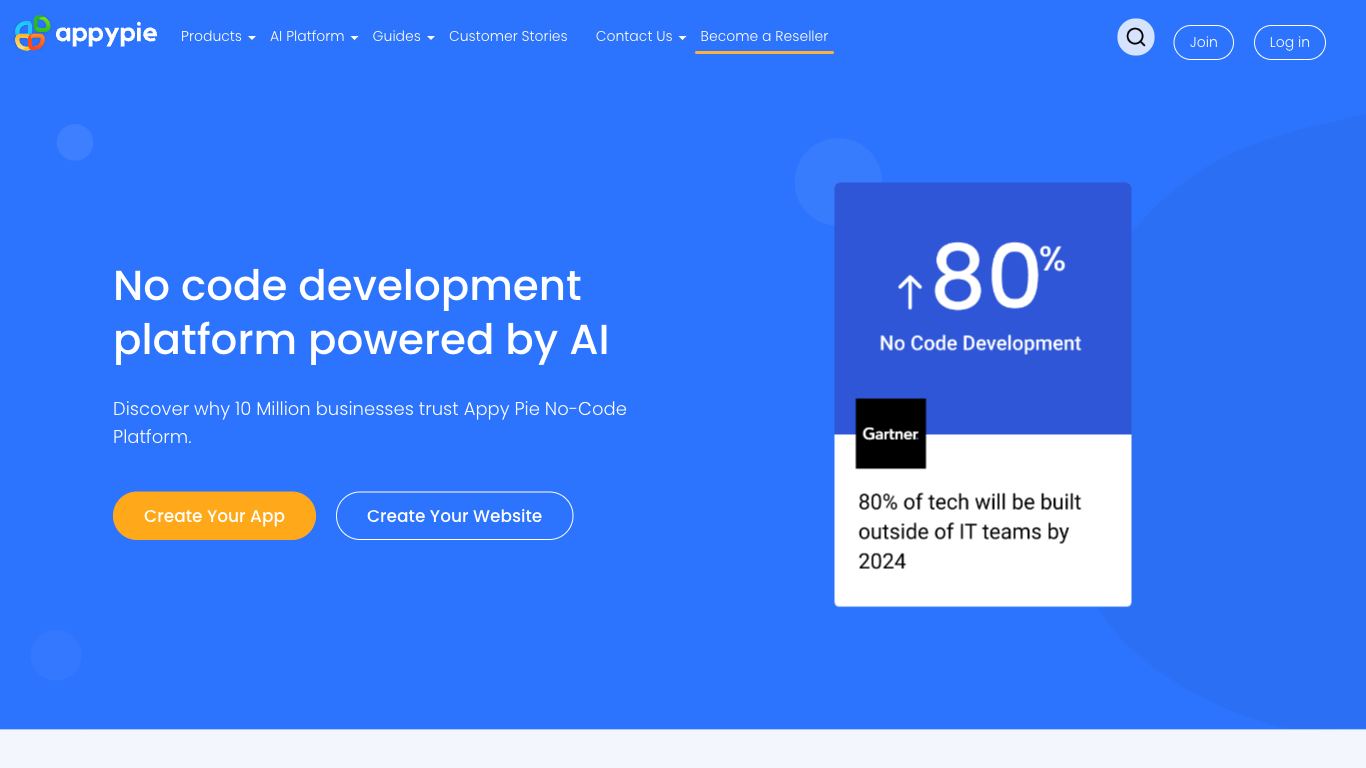 appypie
Products
AI Platform
Guides
Customer Stories
Contact Us
Become a Reseller
Join
Log in
No code development
platform powered by AI
Discover why 10 Million businesses trust Appy Pie No-Code
Platform.
Create Your App
Create Your Website
↑80%
No Code Development
Gartner
80% of tech will be built
outside of IT teams by
2024